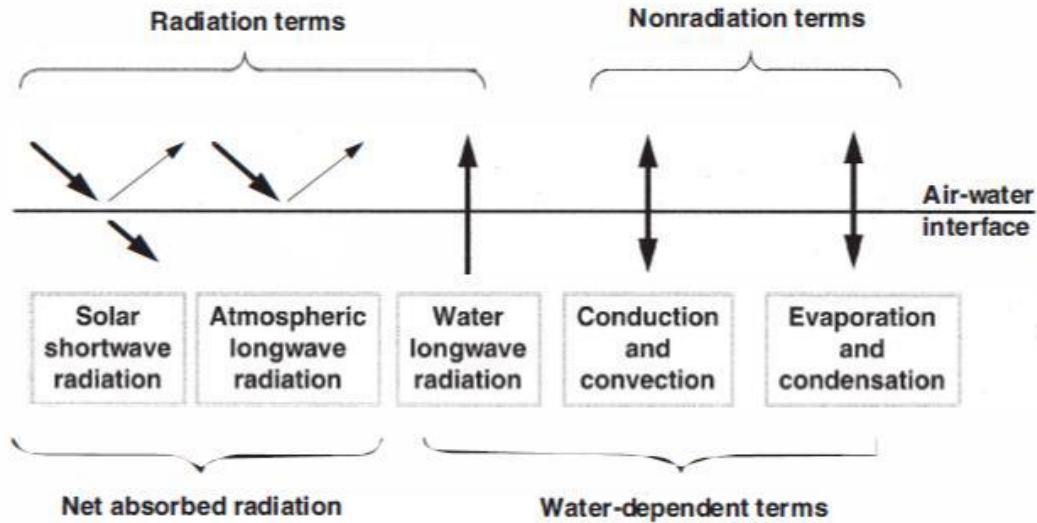 Radiation terms
Nonradiation terms
Air-water
interface
Solar
shortwave
radiation
Atmospheric
longwave
radiation
Water
longwave
radiation
Conduction
and
convection
Evaporation
and
condensation
Net absorbed radiation
Water-dependent terms